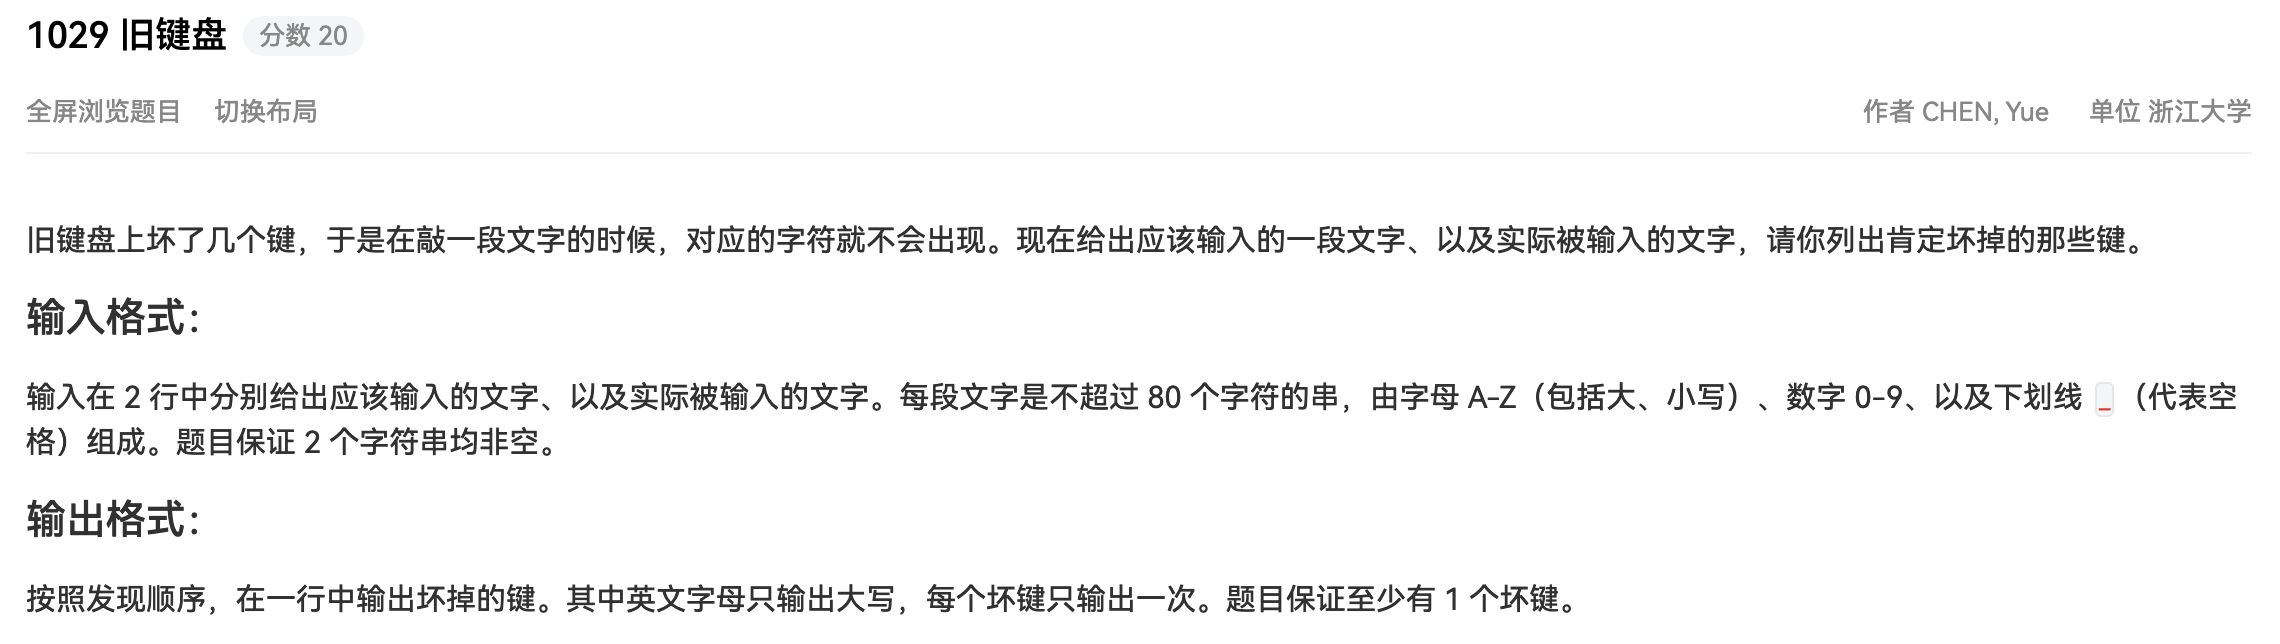 1029 旧键盘 分数 20
全屏浏览题目 切换布局 作者 CHEN, Yue 单位 浙江大学
旧键盘上坏了几个键，于是在敲一段文字的时候，对应的字符就不会出现。现在给出应该输入的一段文字、以及实际被输入的文字，请你列出肯定坏掉的那些键。
输入格式：
输入在 2 行中分别给出应该输入的文字、以及实际被输入的文字。每段文字是不超过 80 个字符的串，由字母 A-Z（包括大、小写）、数字 0-9、以及下划线 _（代表空
格）组成。题目保证 2 个字符串均非空。
输出格式：
按照发现顺序，在一行中输出坏掉的键。其中英文字母只输出大写，每个坏键只输出一次。题目保证至少有 1 个坏键。